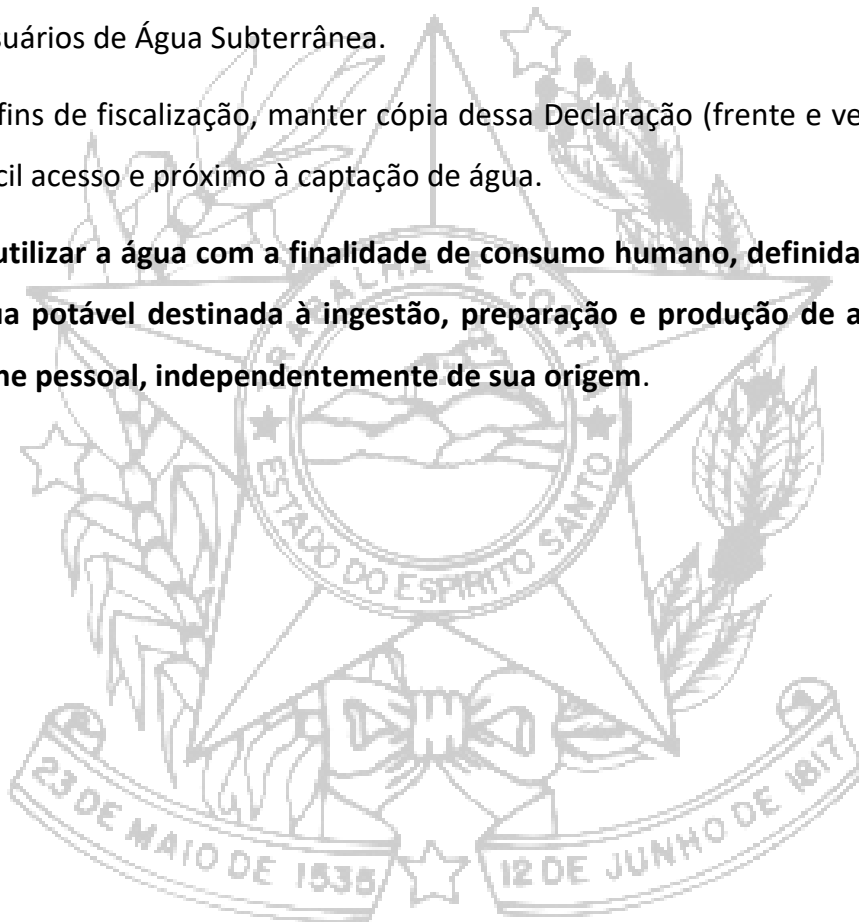 suários de Água Subterrânea.
fins de fiscalização, manter cópia dessa Declaração (frente e ve
cil acesso e próximo à captação de água.
utilizar a água com a finalidade de consumo humano, definida
a potável destinada à ingestão, preparação e produção de a
ne pessoal, independentemente de sua origem.
TRABALHA E CONFI
ESTADO DO ESPIRITO SANTO
23 DE MAIO DE 1535
12 DE JUNHO DE 1817